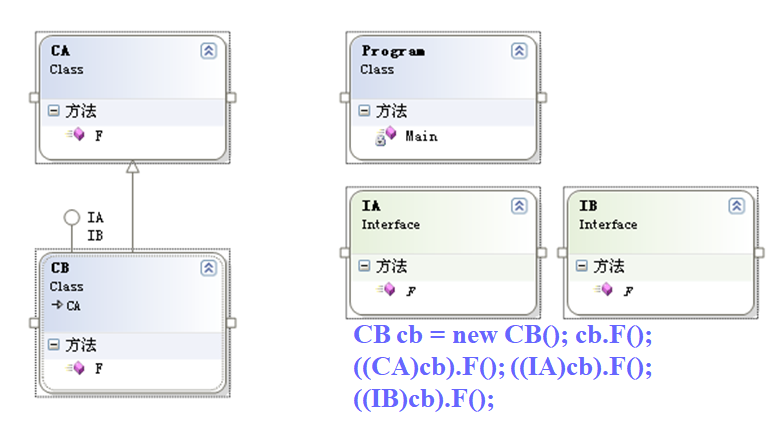 CA
Class
方法
F
IA
IB
CB
Class
CA
方法
F
Program
Class
方法
Main
IA
Interface
方法
F
IB
Interface
方法
F
CB cb = new CB(); cb.F();
((CA)cb).F(); ((IA)cb).F();
((IB)cb).F();